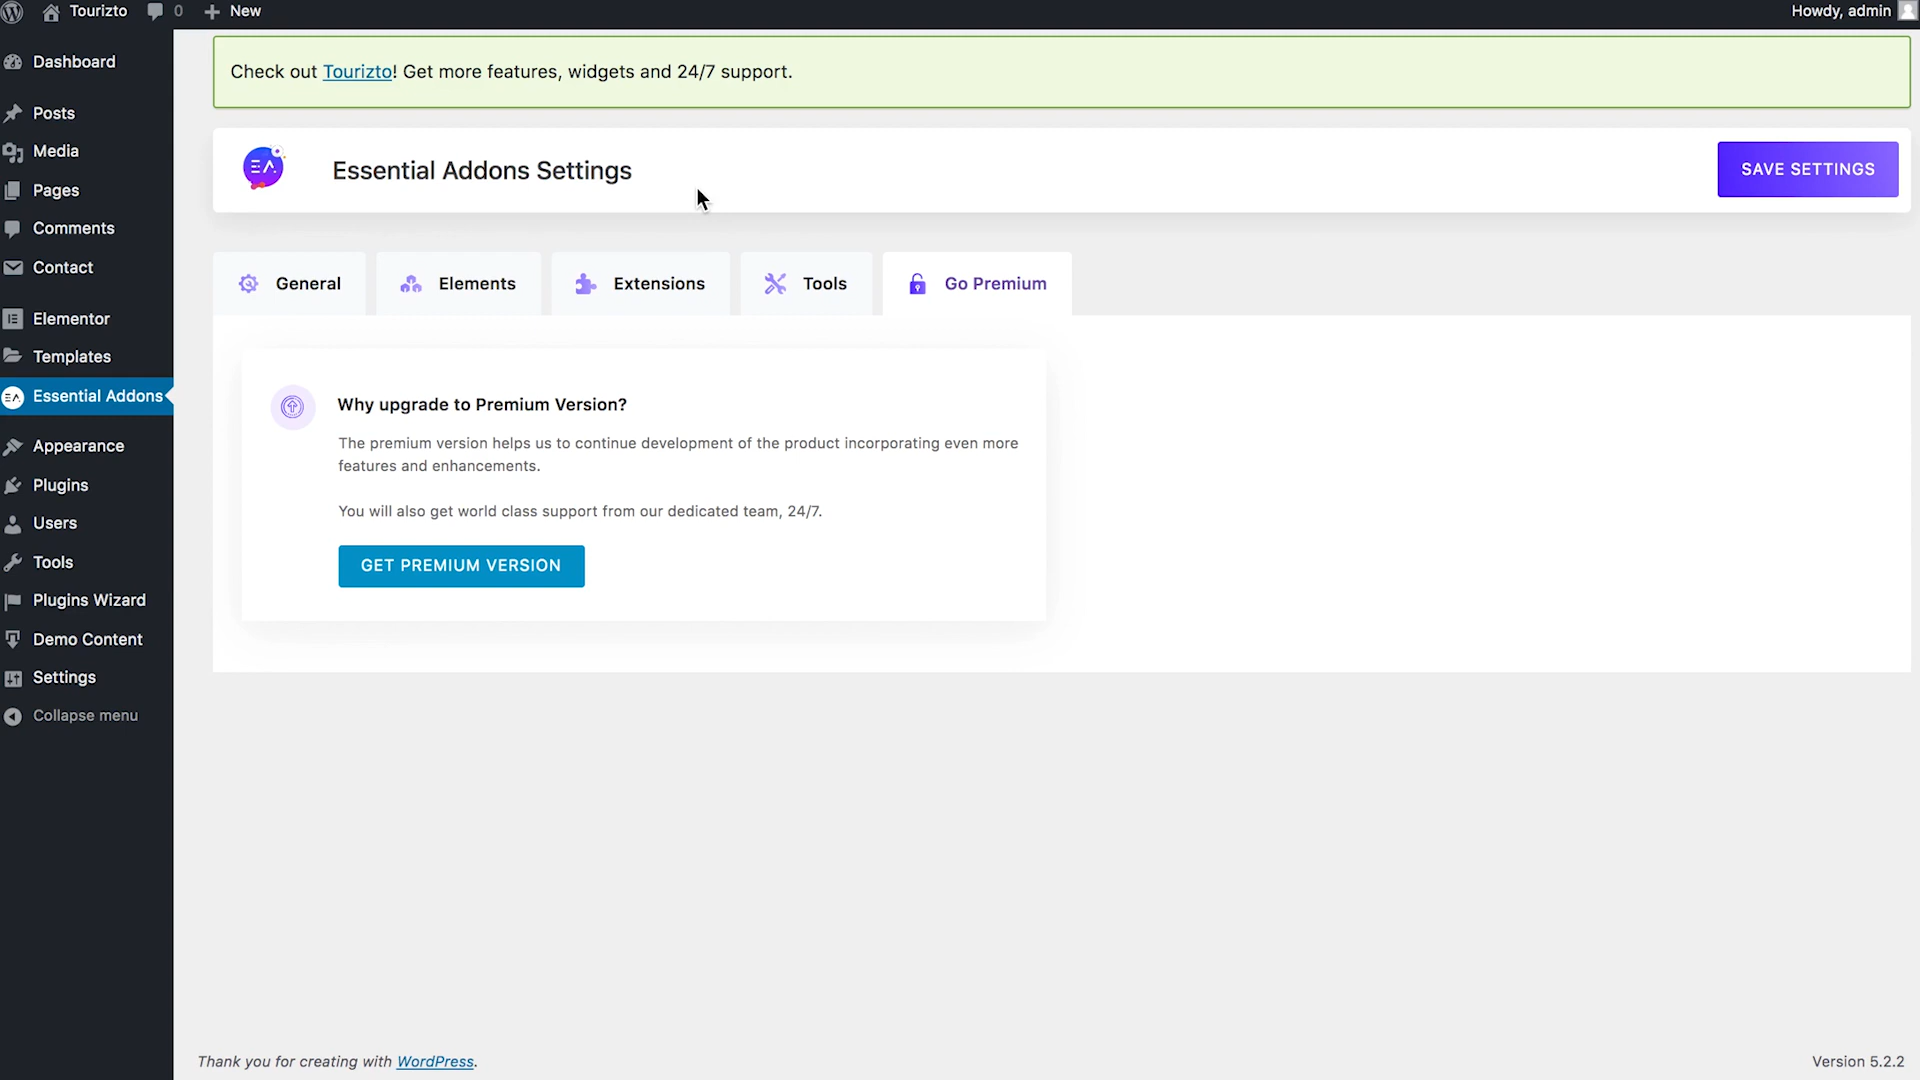 Tourizto 0 New Howdy, admin
Dashboard
Posts
Media
Pages
Comments
Contact
Elementor
Templates
Essential Addons
Appearance
Plugins
Users
Tools
Plugins Wizard
Demo Content
Settings
Collapse menu
Check out Tourizto! Get more features, widgets and 24/7 support.
EA
Essential Addons Settings
SAVE SETTINGS
General Elements Extensions Tools Go Premium
Why upgrade to Premium Version?
The premium version helps us to continue development of the product incorporating even more
features and enhancements.
You will also get world class support from our dedicated team, 24/7.
GET PREMIUM VERSION
Thank you for creating with WordPress.
Version 5.2.2